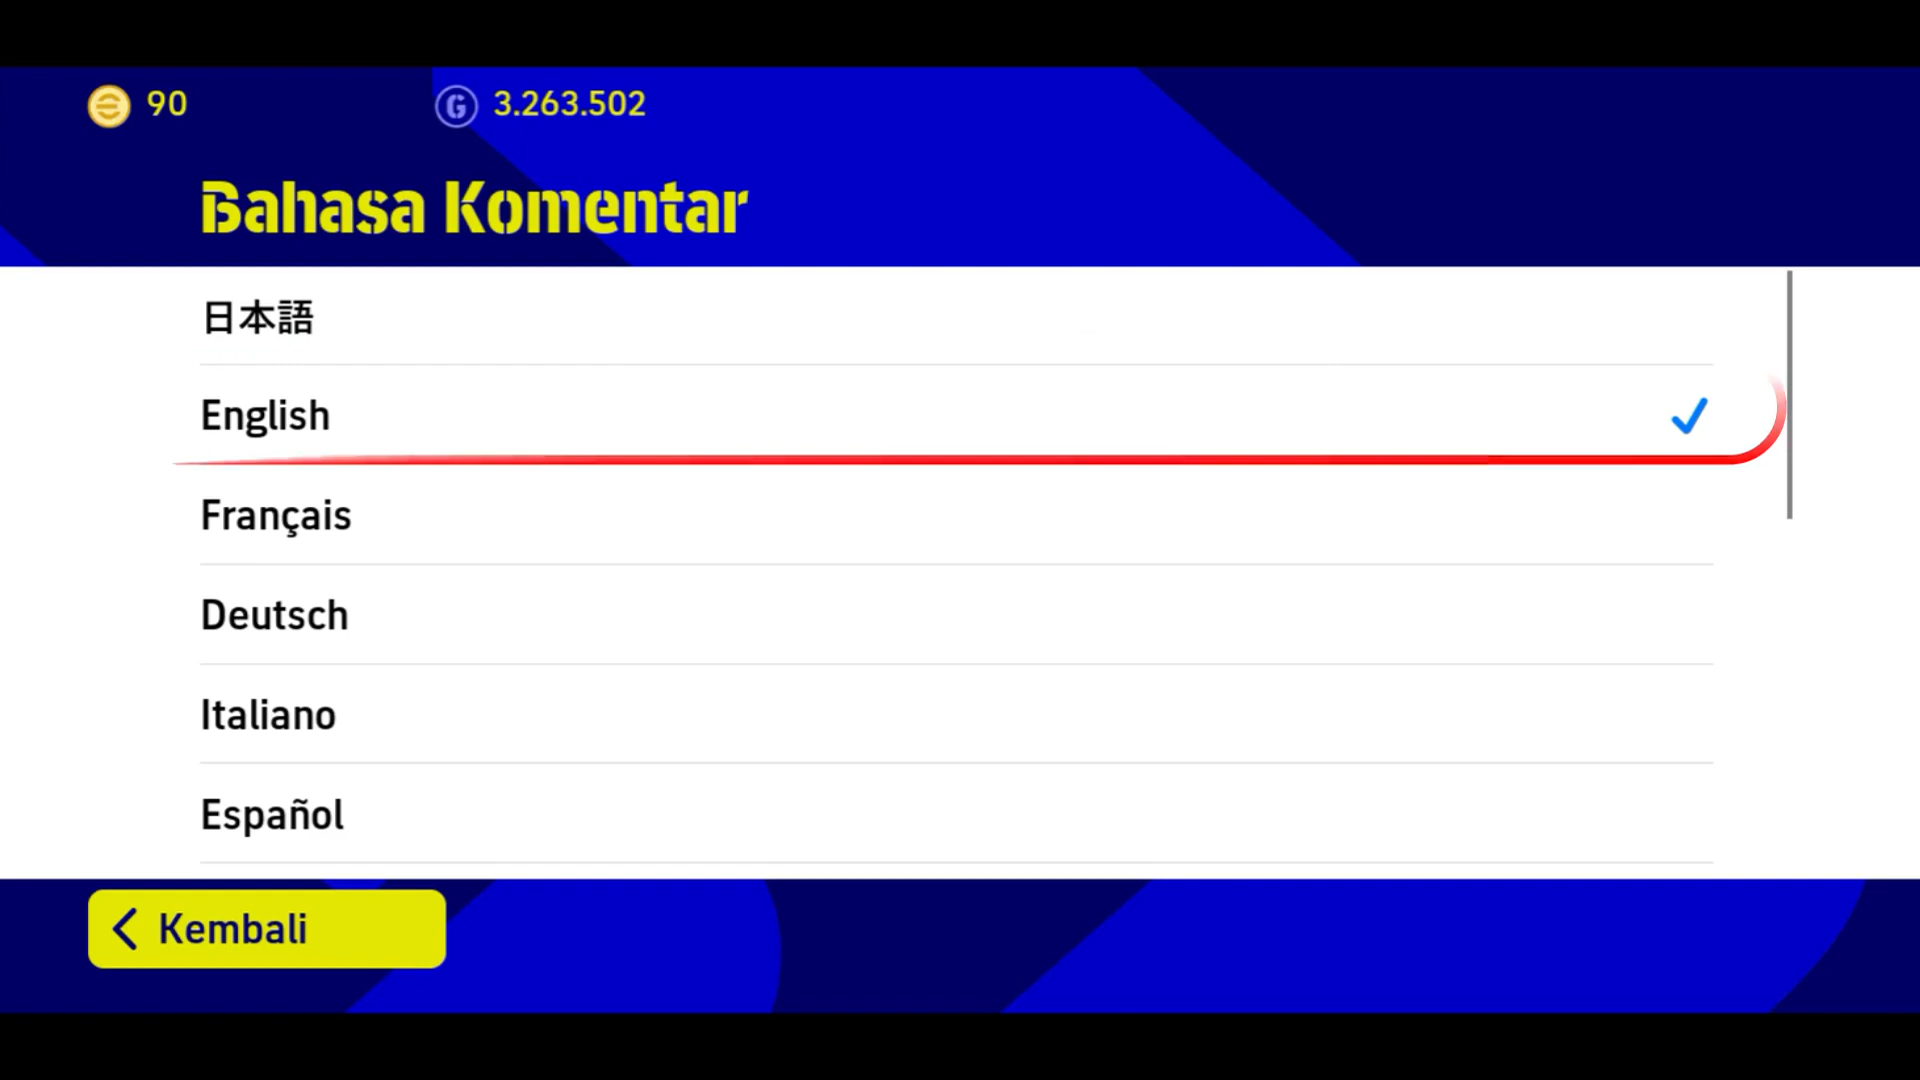 90
3.263.502
Bahasa Komentar
日本語
English
Français
Deutsch
Italiano
Español
Kembali